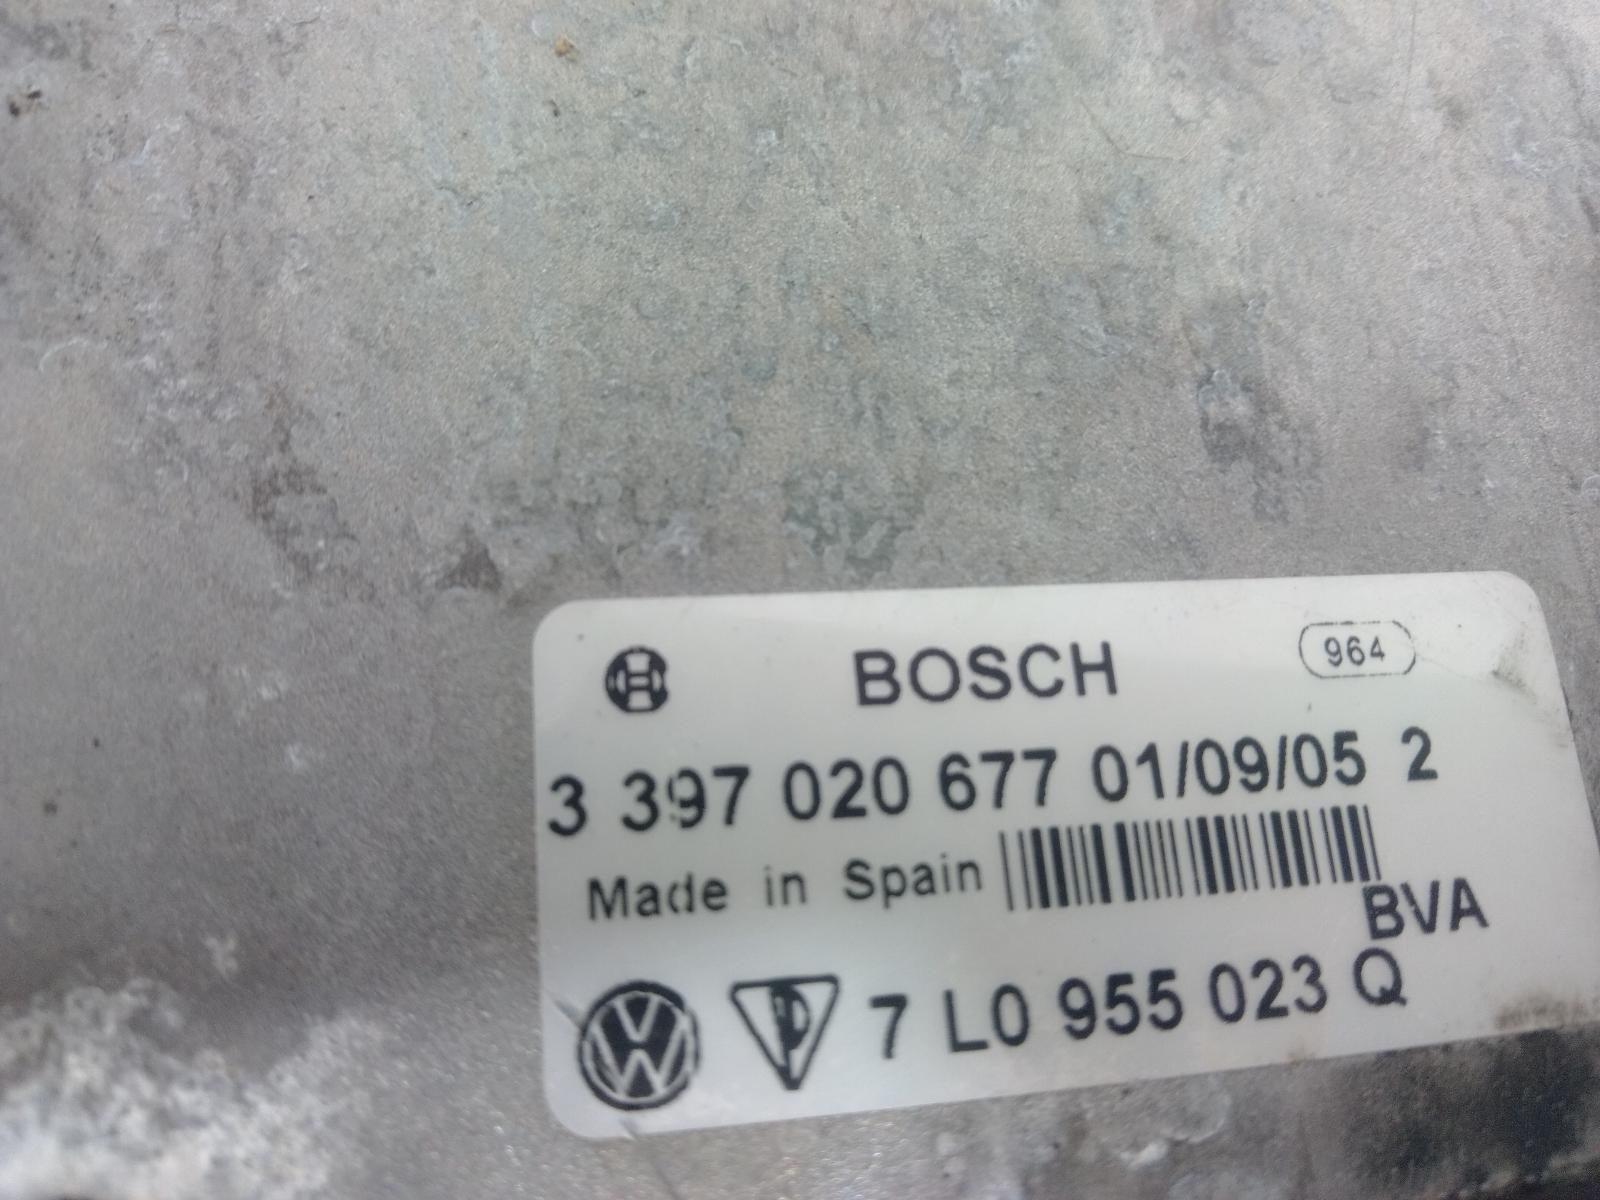 BOSCH 964
3 397 020 677 01/09/05 2
Made in Spain
BVA
7 L0 955 023 Q